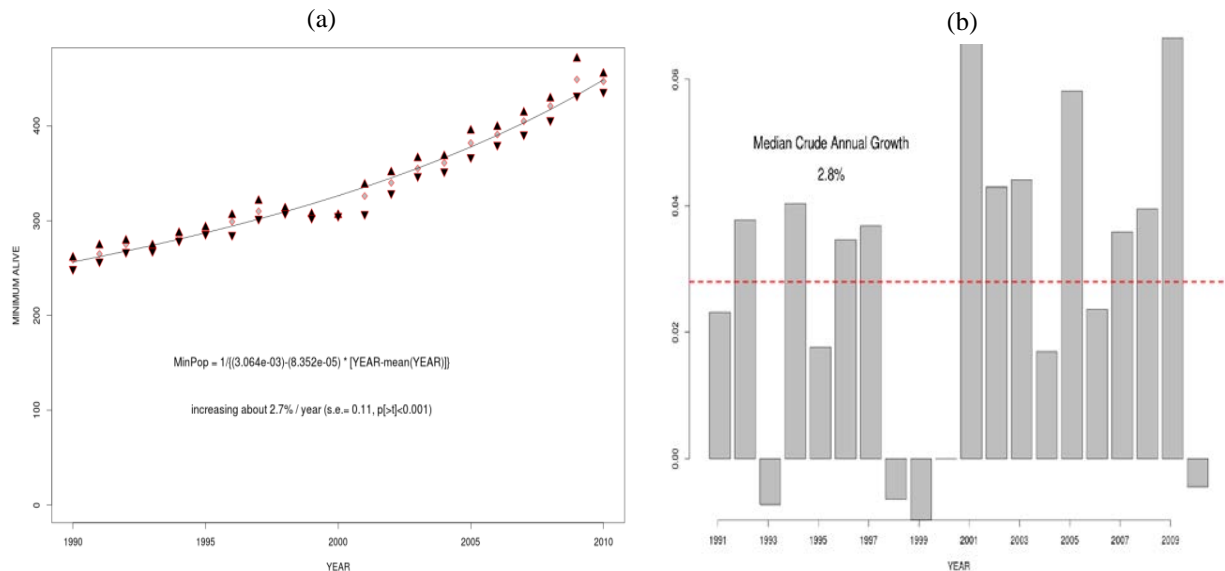 (a)
MINIMUM ALIVE
400
300
200
100
0
MinPop = 1/{(3.064e-03)-(8.352e-05) * [YEAR-mean(YEAR)]}
increasing about 2.7% / year (s.e.= 0.11, p[>t]<0.001)
1990 1995 2000 2005 2010
YEAR
(b)
0.06
0.04
0.02
0.00
Median Crude Annual Growth
2.8%
1991 1993 1995 1997 1999 2001 2003 2005 2007 2009
YEAR